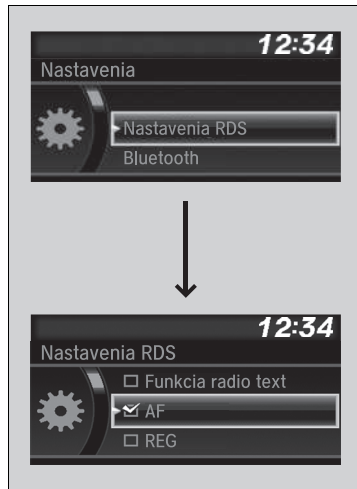 12:34
Nastavenia
Nastavenia RDS
Bluetooth
12:34
Nastavenia RDS
Funkcia radio text
AF
REG